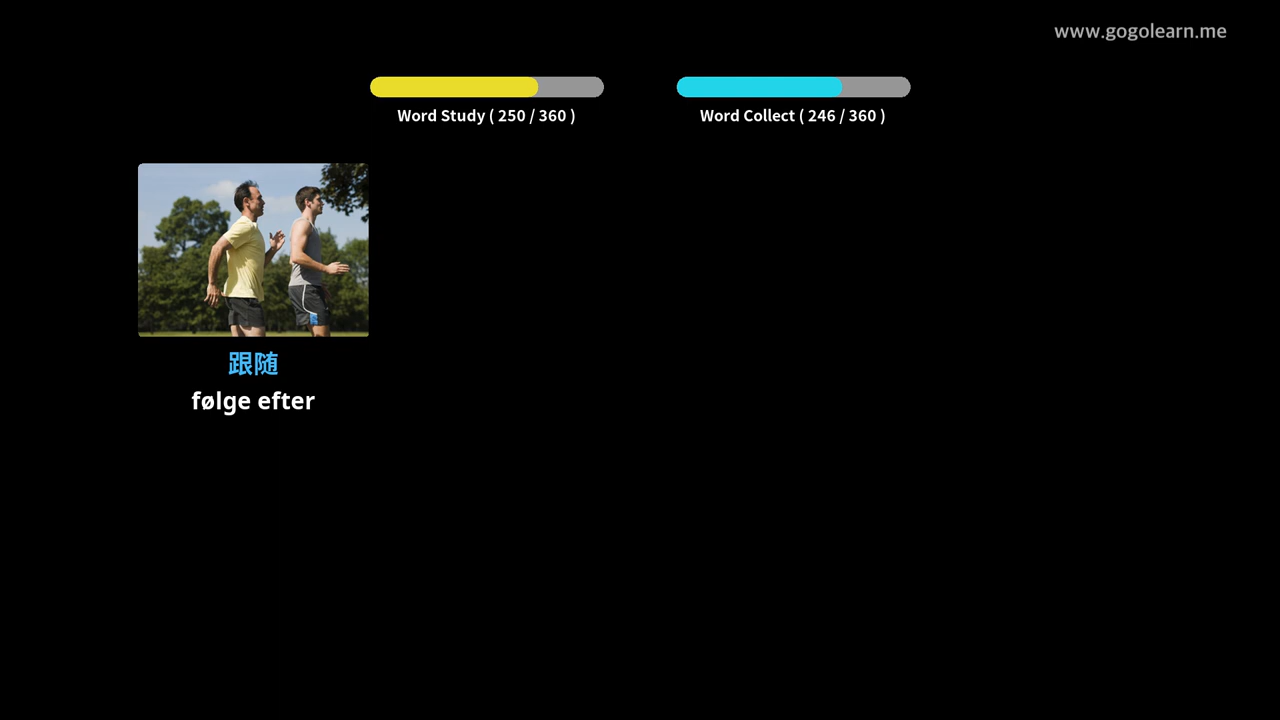 www.gogolearn.me
Word Study ( 250 / 360 )
Word Collect ( 246 / 360 )
跟随
følge efter